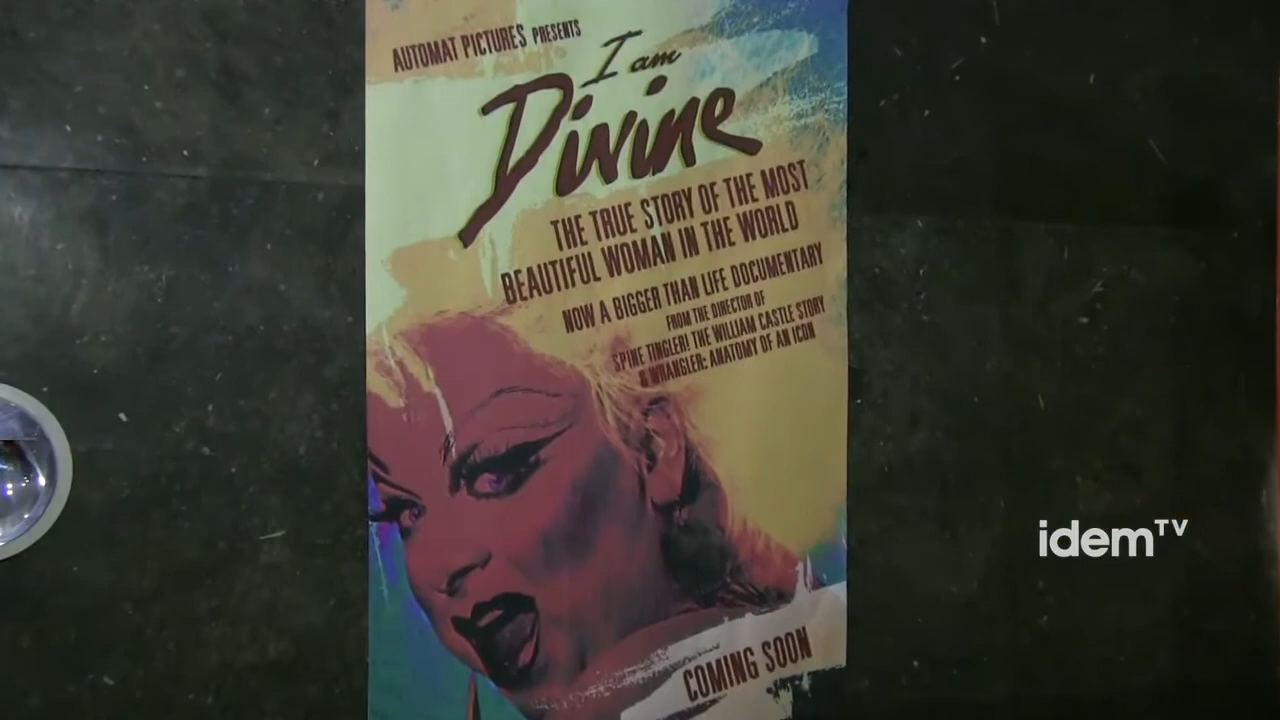 AUTOMAT PICTURES PRESENTS
I am
Divine
THE TRUE STORY OF THE MOST
BEAUTIFUL WOMAN IN THE WORLD
NOW A BIGGER THAN LIFE DOCUMENTARY
FROM THE DIRECTOR OF
SPINE TINGLER! THE WILLIAM CASTLE STORY
& WRANGLER: ANATOMY OF AN ICON
COMING SOON
idemTV